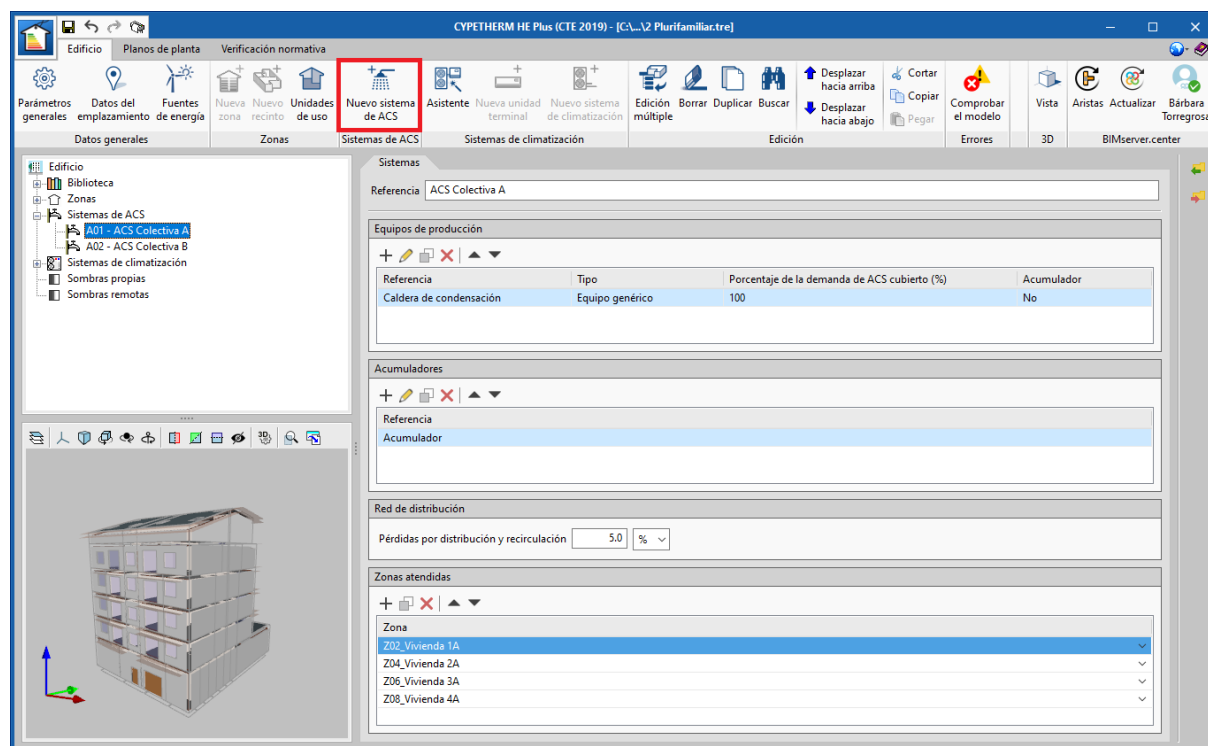 CYPETHERM HE Plus (CTE 2019) - [C:\...\2 Plurifamiliar.tre]
Edificio Planos de planta Verificación normativa
Parámetros generales
Datos del emplazamiento
Fuentes de energía
Nueva zona
Nuevo recinto
Unidades de uso
Nuevo sistema de ACS
Asistente
Nueva unidad terminal
Nuevo sistema de climatización
Edición múltiple
Borrar
Duplicar
Buscar
Desplazar hacia arriba
Desplazar hacia abajo
Cortar
Copiar
Pegar
Comprobar el modelo
Vista
Aristas
Actualizar
Bárbara Torregrosa
Datos generales Zonas Sistemas de ACS Sistemas de climatización Edición Errores 3D BIMserver.center
Edificio
Biblioteca
Zonas
Sistemas de ACS
A01 - ACS Colectiva A
A02 - ACS Colectiva B
Sistemas de climatización
Sombras propias
Sombras remotas
3D
Sistemas
Referencia ACS Colectiva A
Equipos de producción
Referencia Tipo Porcentaje de la demanda de ACS cubierto (%) Acumulador
Caldera de condensación Equipo genérico 100 No
Acumuladores
Referencia
Acumulador
Red de distribución
Pérdidas por distribución y recirculación 5.0 %
Zonas atendidas
Zona
Z02_Vivienda 1A
Z04_Vivienda 2A
Z06_Vivienda 3A
Z08_Vivienda 4A